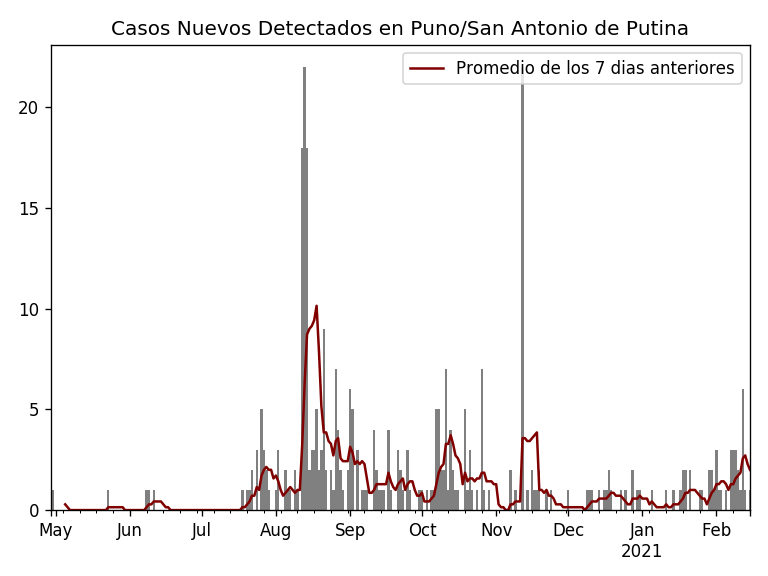 Casos Nuevos Detectados en Puno/San Antonio de Putina
Promedio de los 7 dias anteriores
20
15
10
5
0
May Jun Jul Aug Sep Oct Nov Dec Jan Feb
2021